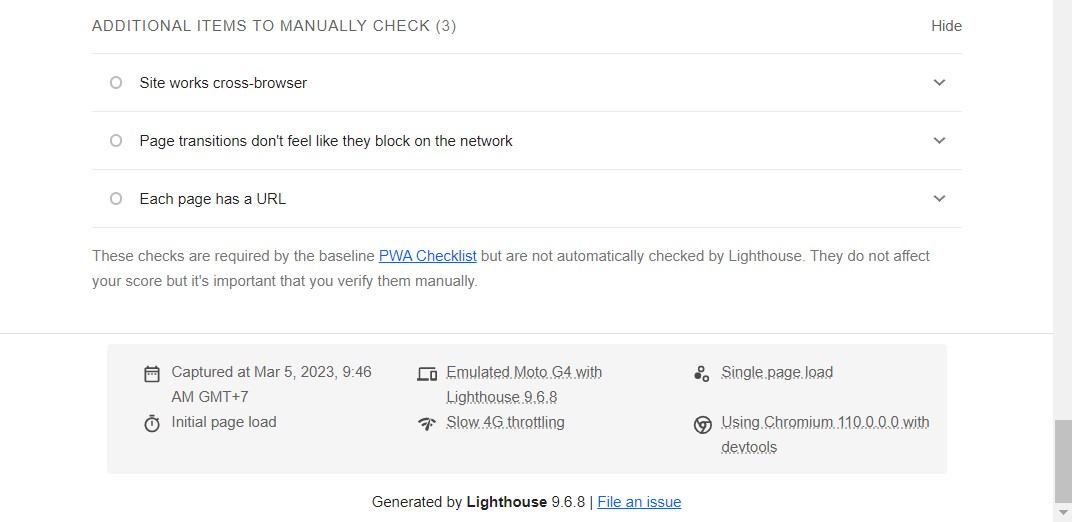 ADDITIONAL ITEMS TO MANUALLY CHECK (3)
Hide
Site works cross-browser
Page transitions don't feel like they block on the network
Each page has a URL
These checks are required by the baseline PWA Checklist but are not automatically checked by Lighthouse. They do not affect
your score but it's important that you verify them manually.
Captured at Mar 5, 2023, 9:46
AM GMT+7
Emulated Moto G4 with
Lighthouse 9.6.8
Single page load
Initial page load
Slow 4G throttling
Using Chromium 110.0.0.0 with
devtools
Generated by Lighthouse 9.6.8 | File an issue